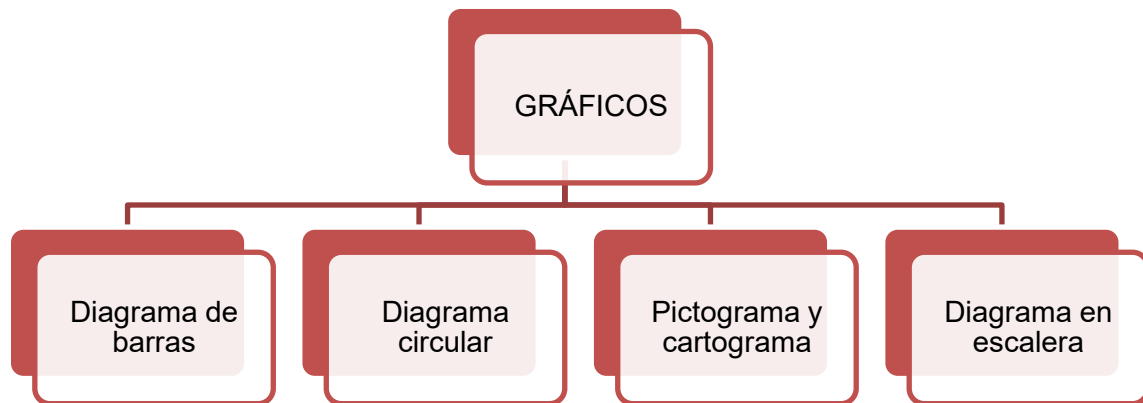 GRÁFICOS
Diagrama de
barras
Diagrama
circular
Pictograma y
cartograma
Diagrama en
escalera